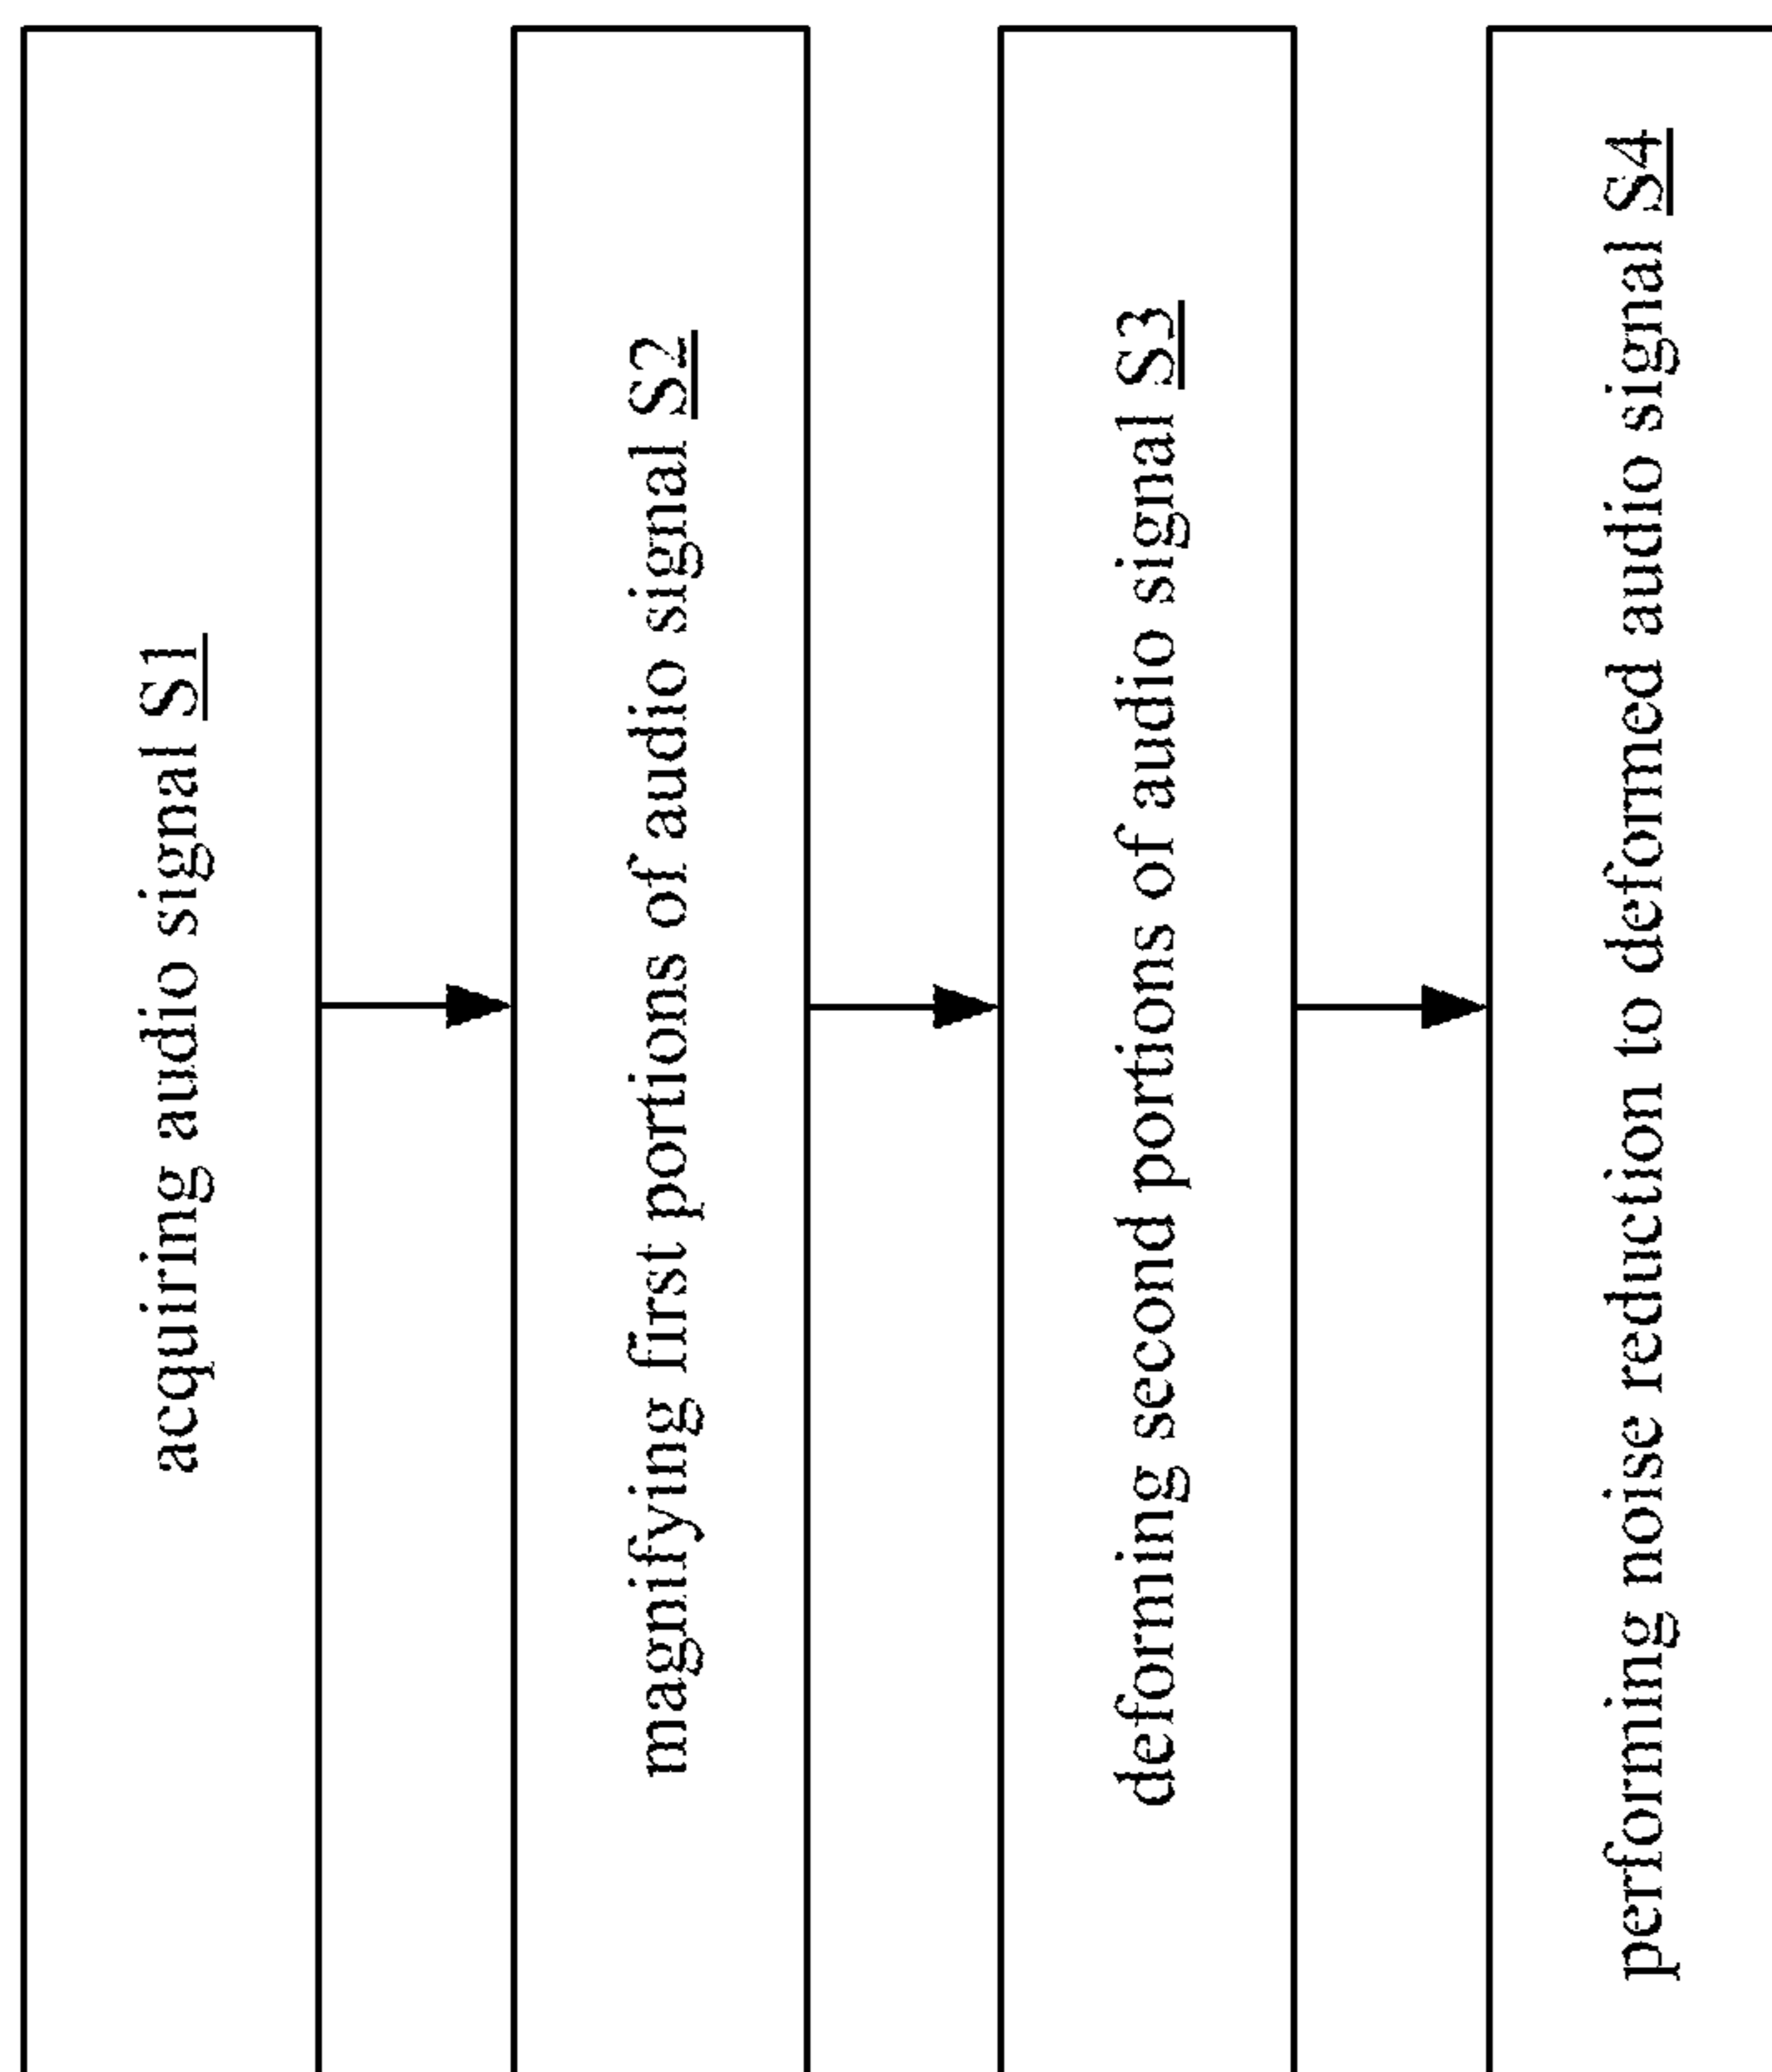 acquiring audio signal S1
magnifying first portions of audio signal S2
deforming second portions of audio signal S3
performing noise reduction to deformed audio signal S4